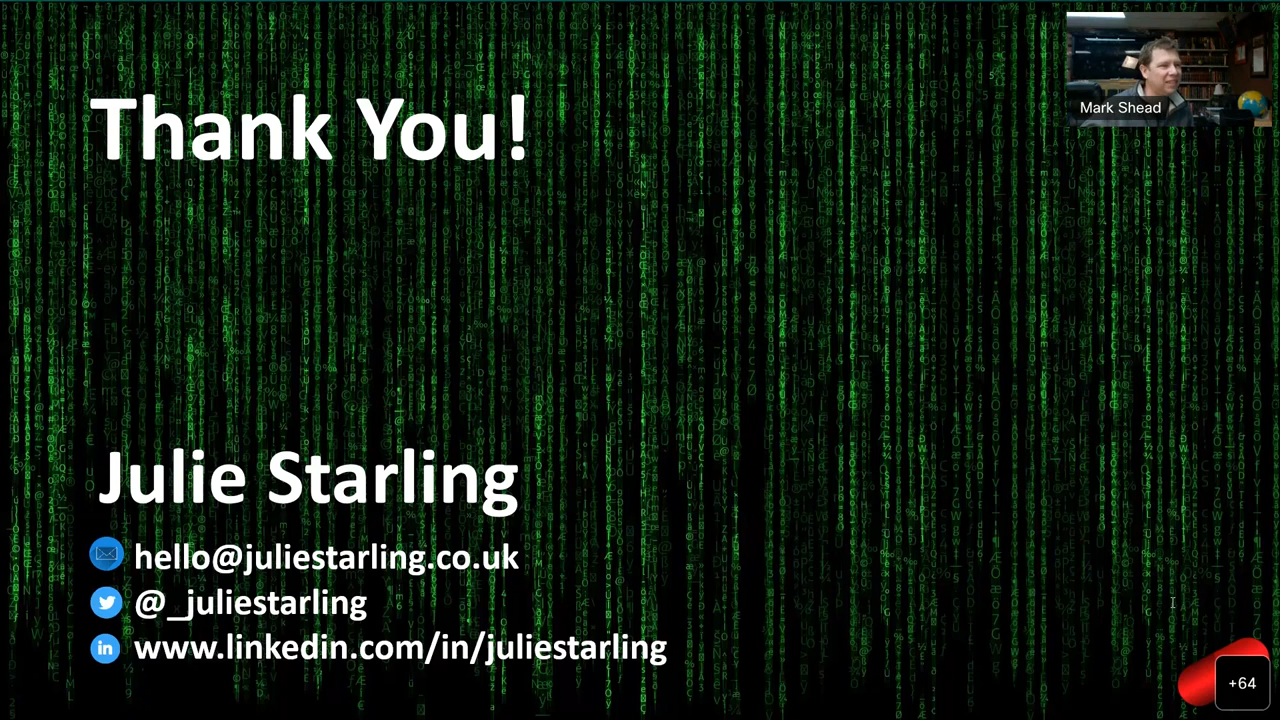 Thank You!
Mark Shead
Julie Starling
hello@juliestarling.co.uk
@_juliestarling
www.linkedin.com/in/juliestarling
+64